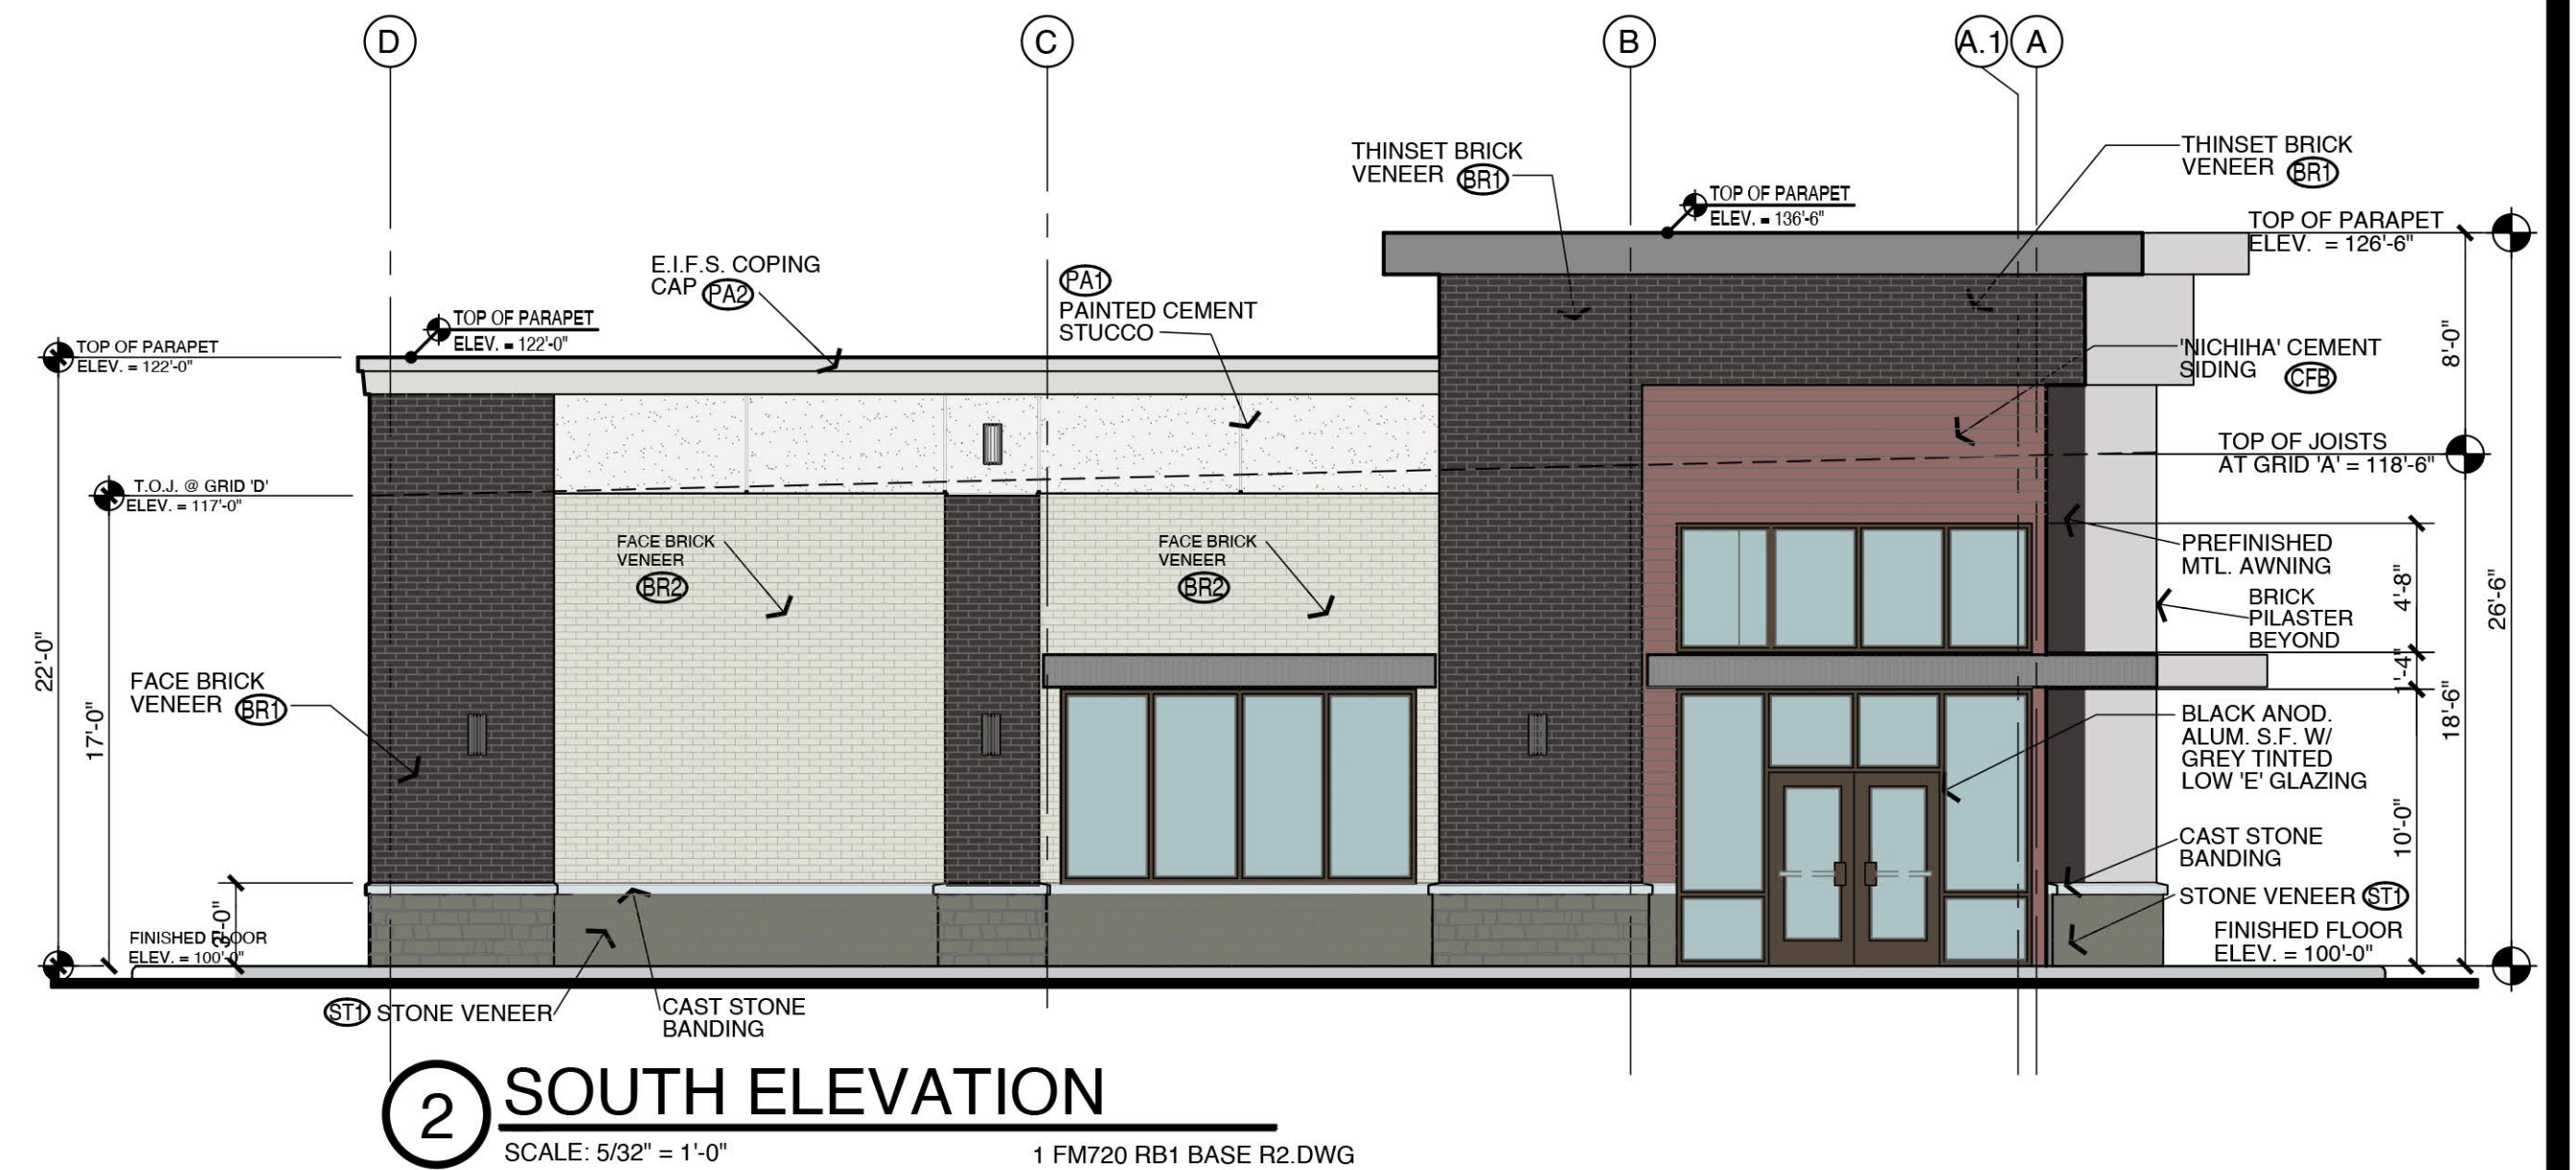 D
C
B
A.1
A
THINSET BRICK
VENEER BR1
THINSET BRICK
VENEER BR1
TOP OF PARAPET
ELEV. = 136'-6"
TOP OF PARAPET
ELEV. = 126'-6"
E.I.F.S. COPING
CAP PA2
PA1
PAINTED CEMENT
STUCCO
TOP OF PARAPET
ELEV. = 122'-0"
TOP OF PARAPET
ELEV. = 122'-0"
'NICHIHA' CEMENT
SIDING CFB
8'-0"
TOP OF JOISTS
AT GRID 'A' = 118'-6"
T.O.J. @ GRID 'D'
ELEV. = 117'-0"
FACE BRICK
VENEER
BR2
FACE BRICK
VENEER
BR2
PREFINISHED
MTL. AWNING
4'-8"
BRICK
PILASTER
BEYOND
26'-6"
22'-0"
17'-0"
FACE BRICK
VENEER BR1
1'-4"
18'-6"
BLACK ANOD.
ALUM. S.F. W/
GREY TINTED
LOW 'E' GLAZING
10'-0"
CAST STONE
BANDING
STONE VENEER ST1
3'-0"
FINISHED FLOOR
ELEV. = 100'-0"
FINISHED FLOOR
ELEV. = 100'-0"
ST1 STONE VENEER
CAST STONE
BANDING
2 SOUTH ELEVATION
SCALE: 5/32" = 1'-0"
1 FM720 RB1 BASE R2.DWG